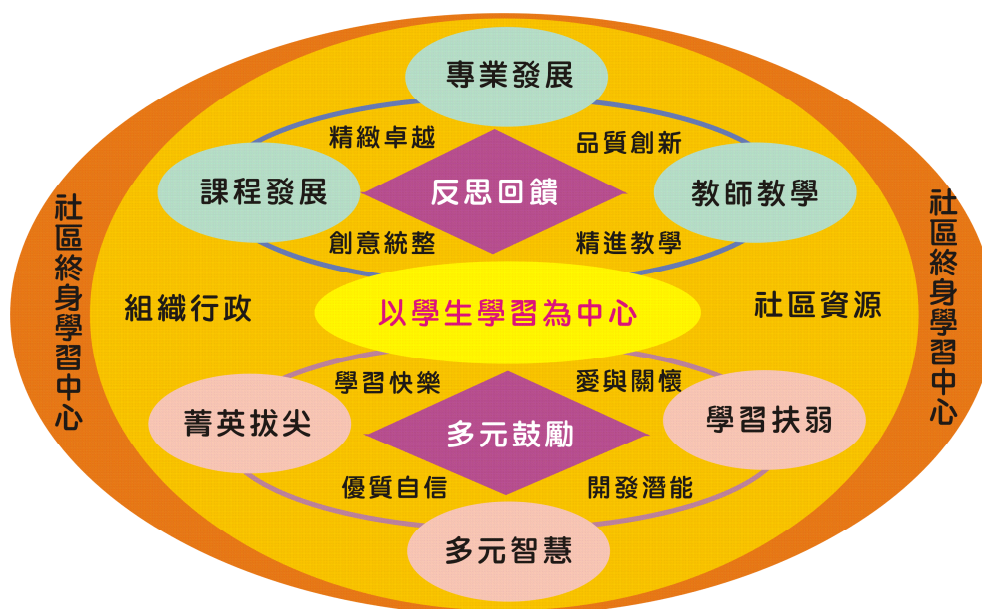 專業發展
精緻卓越
品質創新
課程發展
反思回饋
教師教學
創意統整
精進教學
社區終身學習中心
組織行政
以學生學習為中心
社區資源
社區終身學習中心
學習快樂
愛與關懷
菁英拔尖
多元鼓勵
學習扶弱
優質自信
開發潛能
多元智慧